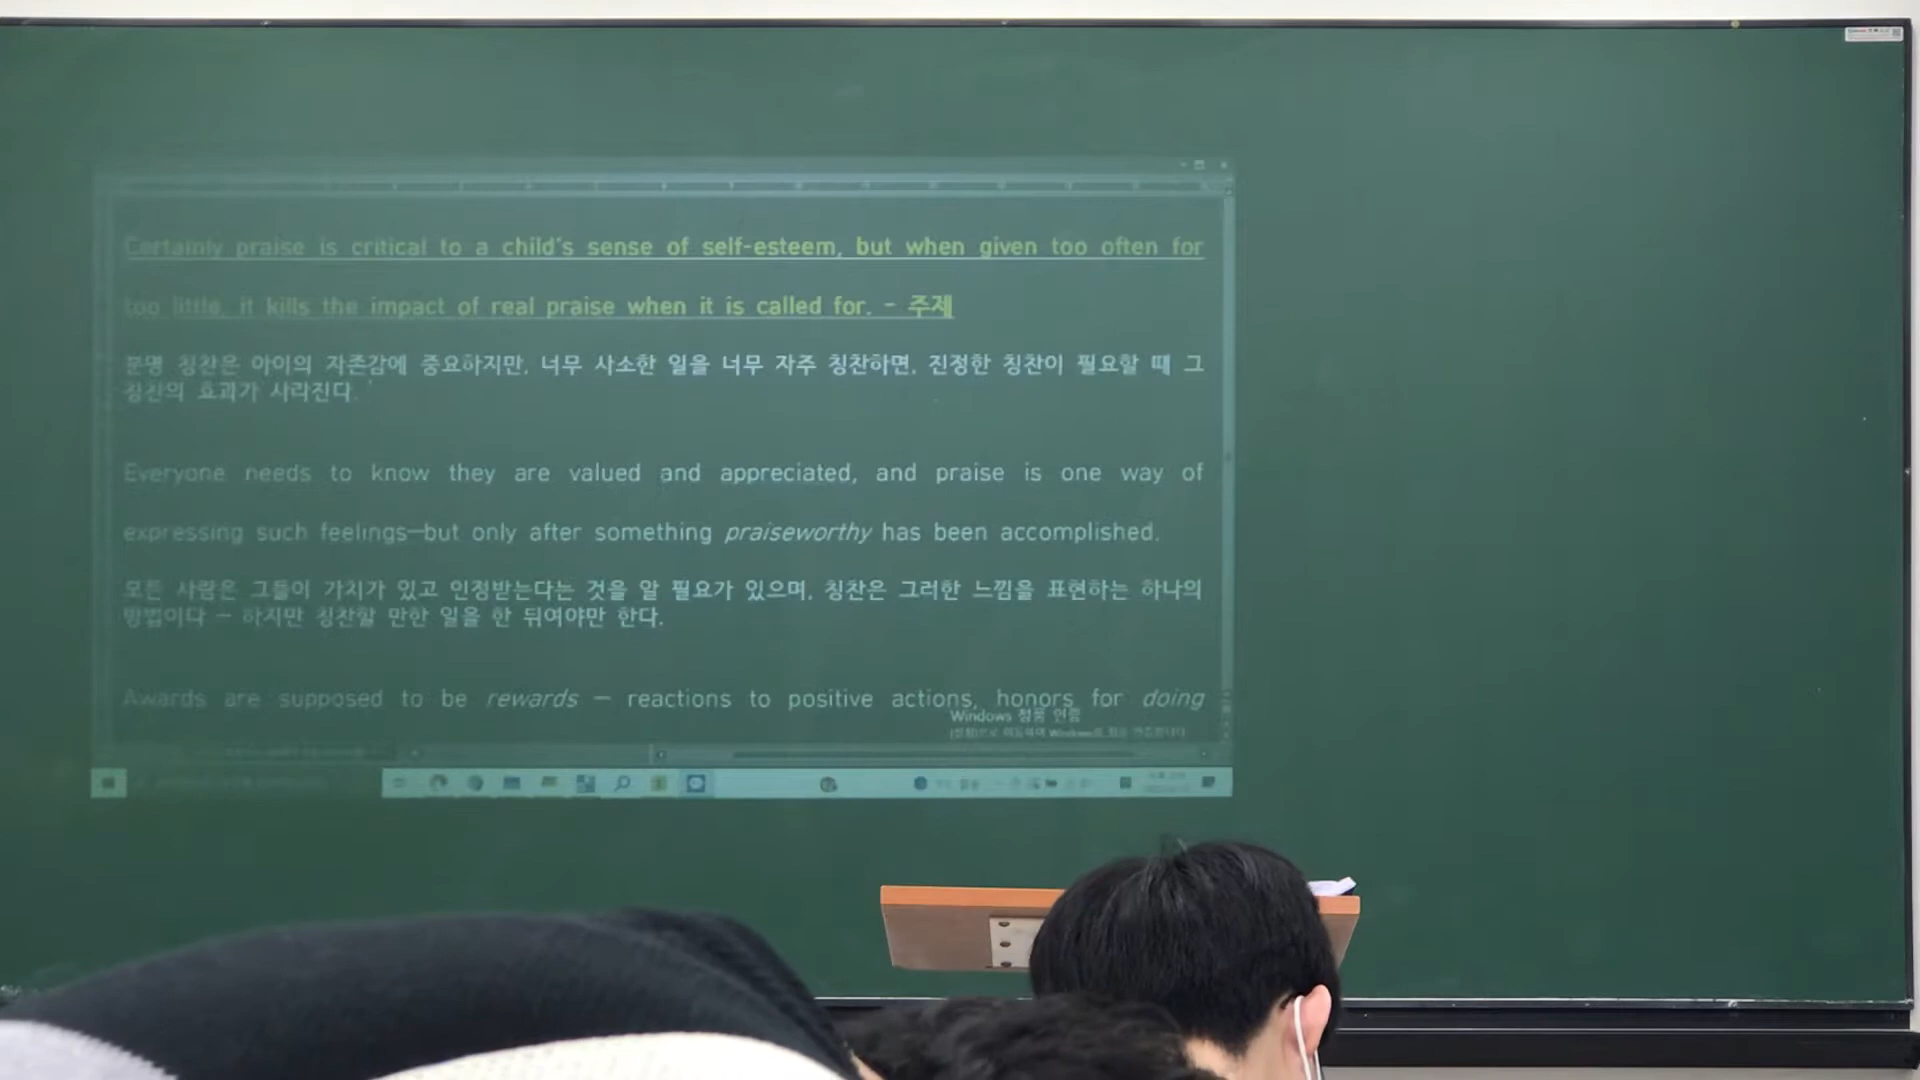 Certainly praise is critical to a child's sense of self-esteem, but when given too often for
too little, it kills the impact of real praise when it is called for. - 주제
분명 칭찬은 아이의 자존감에 중요하지만, 너무 사소한 일을 너무 자주 칭찬하면, 진정한 칭찬이 필요할 때 그
칭찬의 효과가 사라진다.
Everyone needs to know they are valued and appreciated, and praise is one way of
expressing such feelings—but only after something praiseworthy has been accomplished.
모든 사람은 그들이 가치가 있고 인정받는다는 것을 알 필요가 있으며, 칭찬은 그러한 느낌을 표현하는 하나의
방법이다 - 하지만 칭찬할 만한 일을 한 뒤여야만 한다.
Awards are supposed to be rewards — reactions to positive actions, honors for doing
Windows 정품 인증